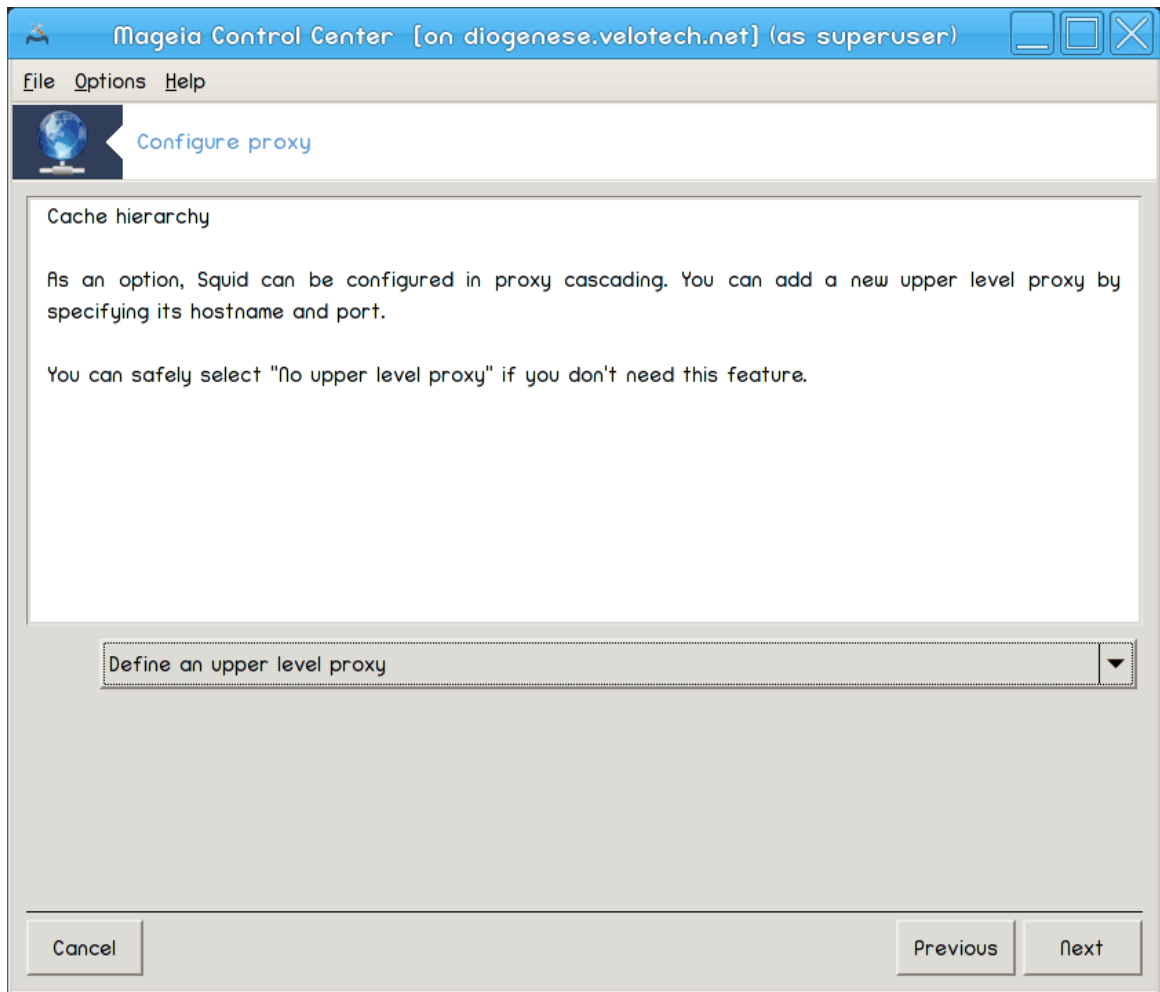 Mageia Control Center [on diogenese.velotech.net] (as superuser)
File Options Help
Configure proxy
Cache hierarchy
As an option, Squid can be configured in proxy cascading. You can add a new upper level proxy by
specifying its hostname and port.
You can safely select "No upper level proxy" if you don't need this feature.
Define an upper level proxy
Cancel Previous Next